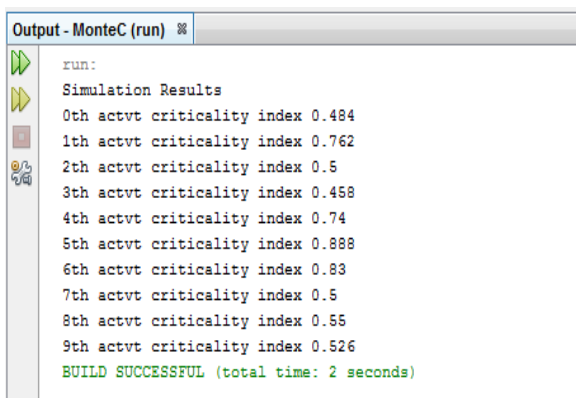 Output - MonteC (run)
run:
Simulation Results
0th actvt criticality index 0.484
1th actvt criticality index 0.762
2th actvt criticality index 0.5
3th actvt criticality index 0.458
4th actvt criticality index 0.74
5th actvt criticality index 0.888
6th actvt criticality index 0.83
7th actvt criticality index 0.5
8th actvt criticality index 0.55
9th actvt criticality index 0.526
BUILD SUCCESSFUL (total time: 2 seconds)